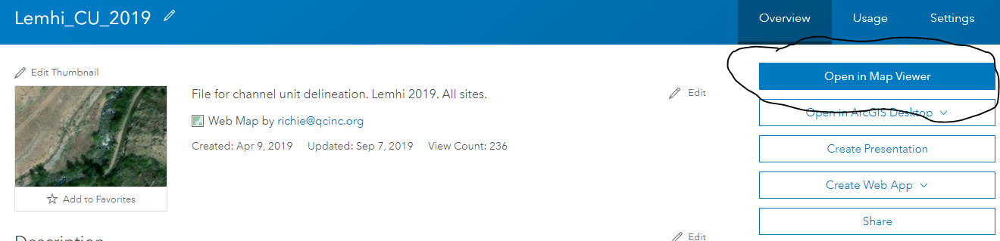 Lemhi_CU_2019
Overview Usage Settings
Edit Thumbnail
File for channel unit delineation. Lemhi 2019. All sites.
Edit
Web Map by richie@qcinc.org
Created: Apr 9, 2019 Updated: Sep 7, 2019 View Count: 236
Add to Favorites
Description
Edit
Open in Map Viewer
Open in ArcGIS Desktop
Create Presentation
Create Web App
Share